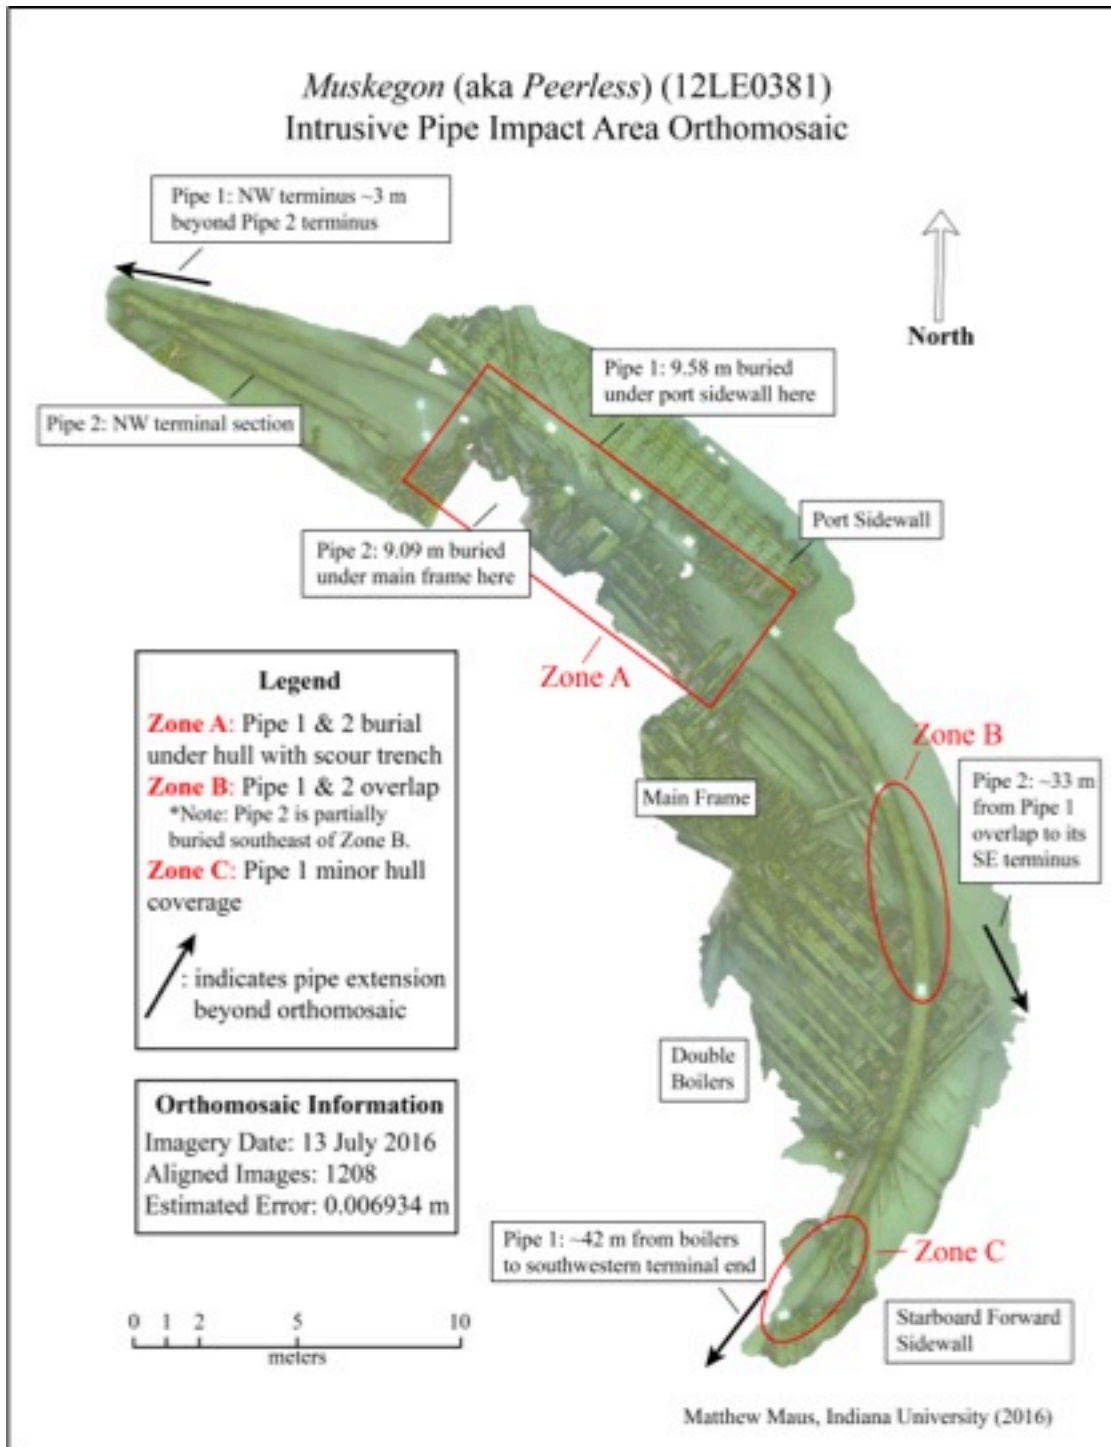 Muskegon (aka Peerless) (12LE0381)
Intrusive Pipe Impact Area Orthomosaic
Pipe 1: NW terminus ~3 m
beyond Pipe 2 terminus
North
Pipe 1: 9.58 m buried
under port sidewall here
Pipe 2: NW terminal section
Port Sidewall
Pipe 2: 9.09 m buried
under main frame here
Zone A
Legend
Zone A: Pipe 1 & 2 burial
under hull with scour trench
Zone B: Pipe 1 & 2 overlap
*Note: Pipe 2 is partially
buried southeast of Zone B.
Zone C: Pipe 1 minor hull
coverage
: indicates pipe extension
beyond orthomosaic
Zone B
Main Frame
Pipe 2: ~33 m
from Pipe 1
overlap to its
SE terminus
Double
Boilers
Orthomosaic Information
Imagery Date: 13 July 2016
Aligned Images: 1208
Estimated Error: 0.006934 m
Pipe 1: ~42 m from boilers
to southwestern terminal end
Zone C
Starboard Forward
Sidewall
0 1 2 5 10
meters
Matthew Maus, Indiana University (2016)